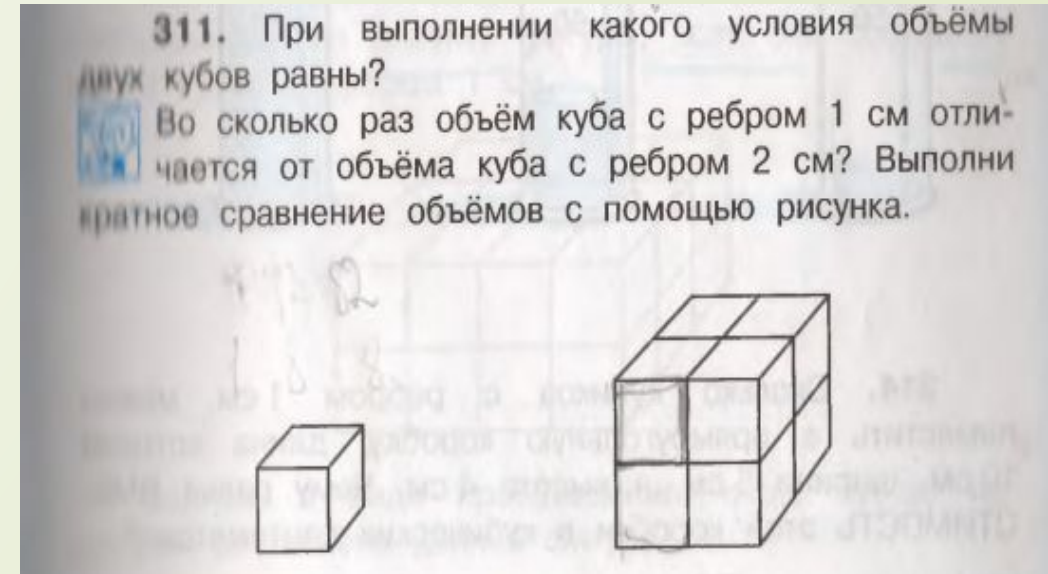 311. При выполнении какого условия объёмы
двух кубов равны?
Во сколько раз объём куба с ребром 1 см отли-
чается от объёма куба с ребром 2 см? Выполни
кратное сравнение объёмов с помощью рисунка.